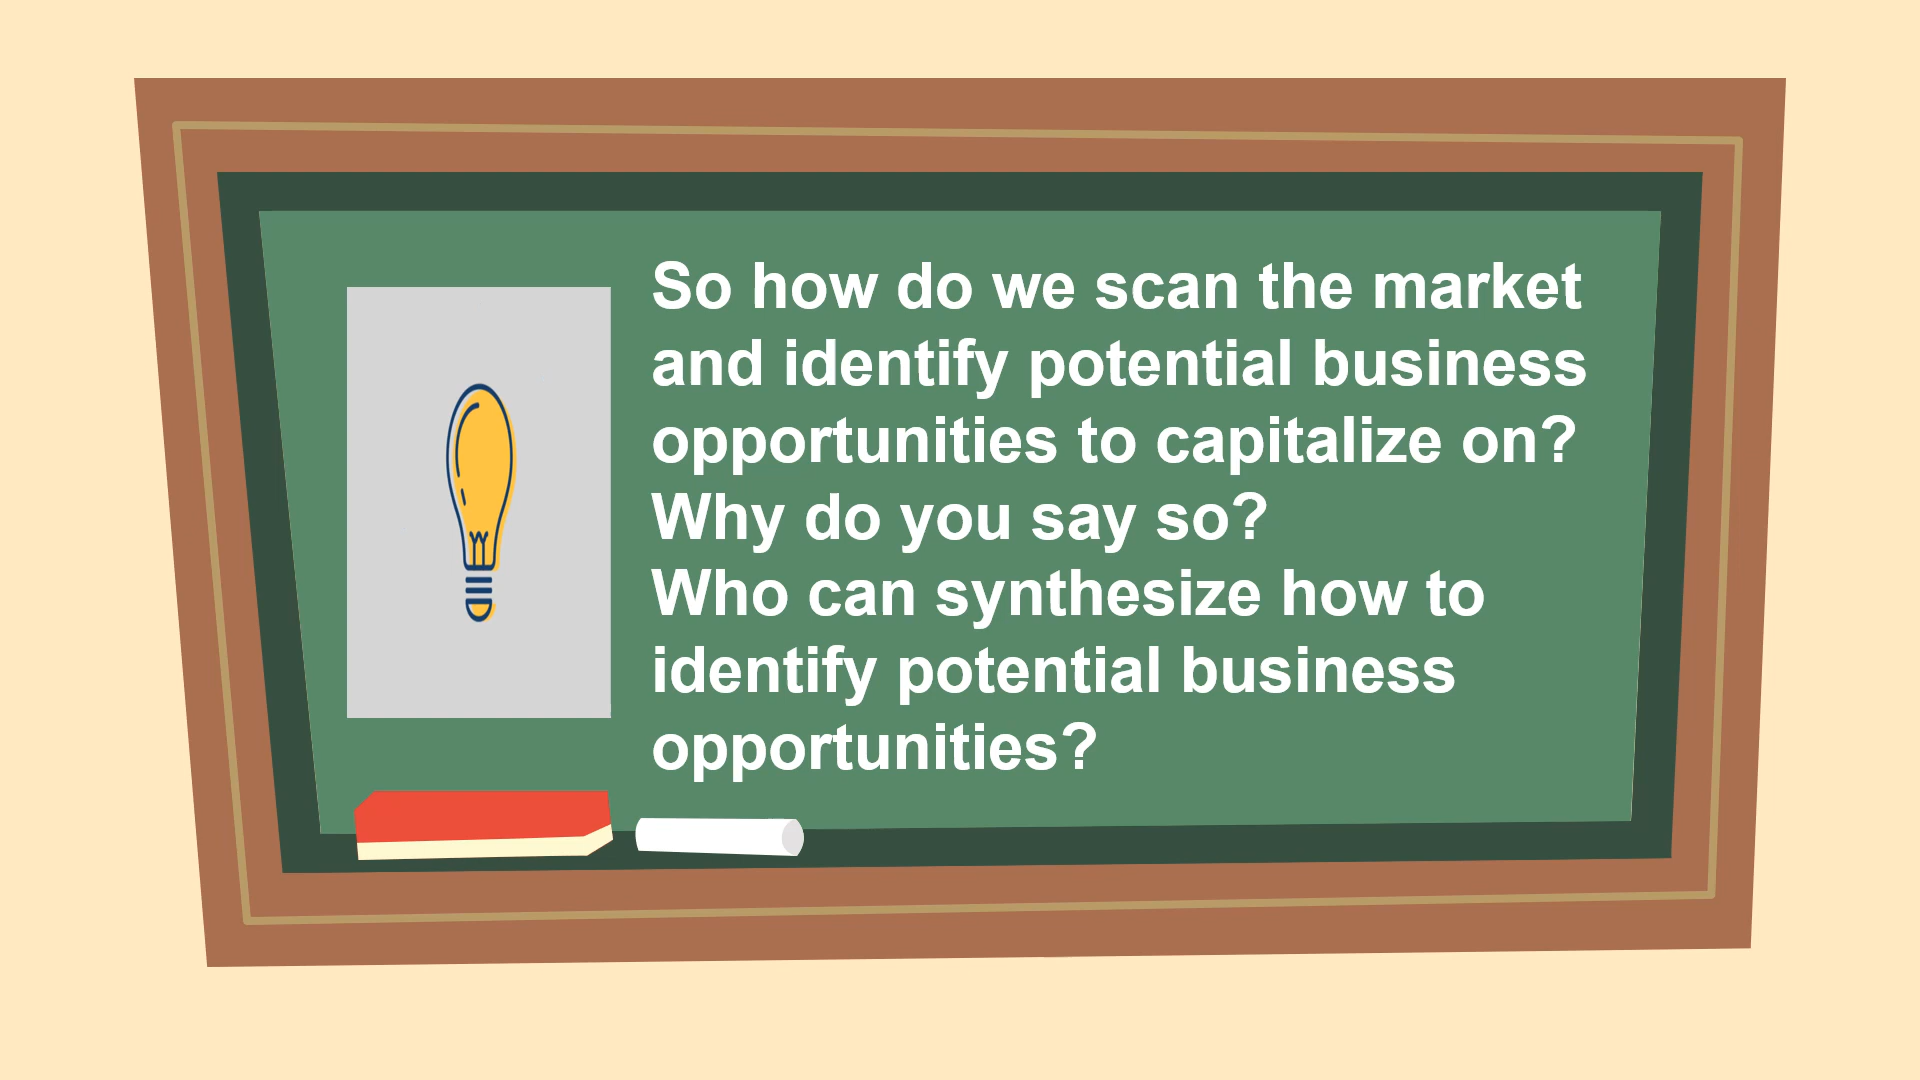 So how do we scan the market
and identify potential business
opportunities to capitalize on?
Why do you say so?
Who can synthesize how to
identify potential business
opportunities?